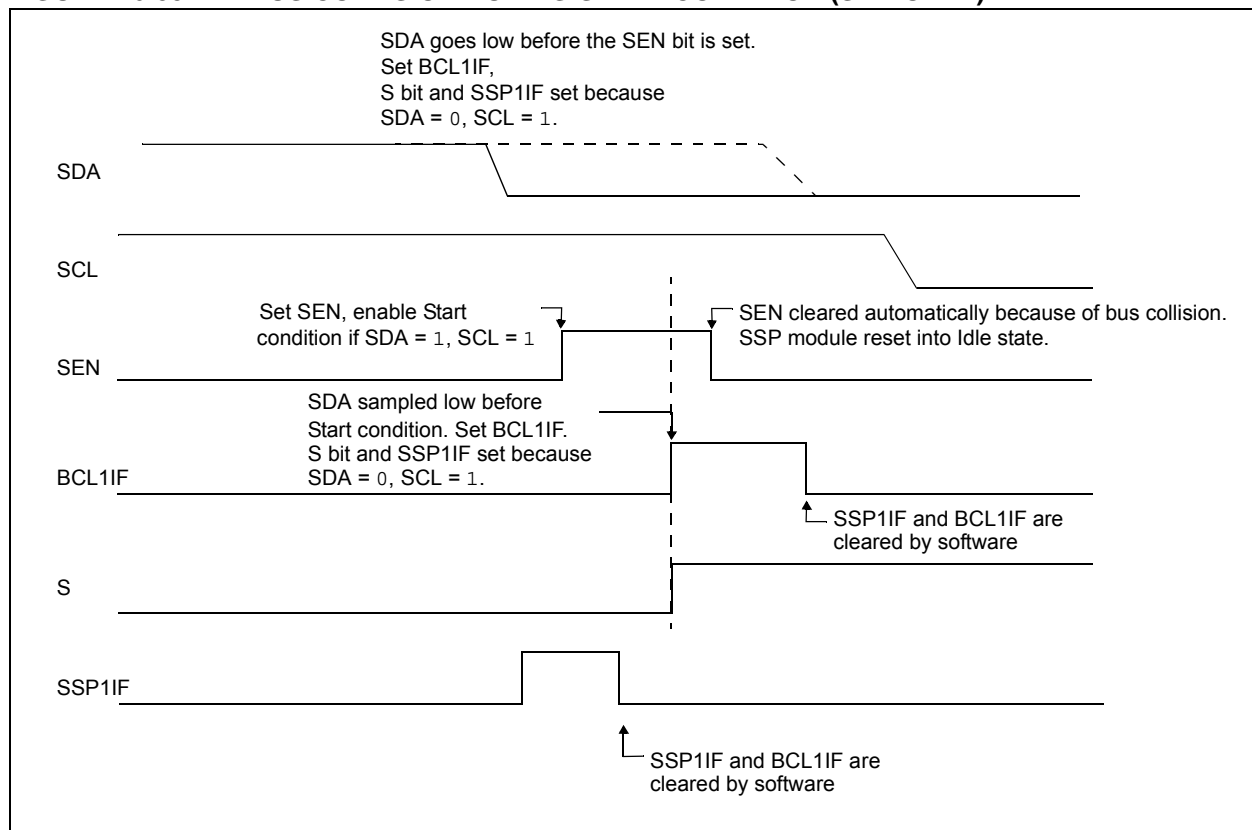 SDA goes low before the SEN bit is set.
Set BCL1IF,
S bit and SSP1IF set because
SDA = 0, SCL = 1.
SDA
SCL
Set SEN, enable Start
condition if SDA = 1, SCL = 1
SEN cleared automatically because of bus collision.
SSP module reset into Idle state.
SEN
SDA sampled low before
Start condition. Set BCL1IF.
S bit and SSP1IF set because
SDA = 0, SCL = 1.
BCL1IF
SSP1IF and BCL1IF are
cleared by software
S
SSP1IF
SSP1IF and BCL1IF are
cleared by software